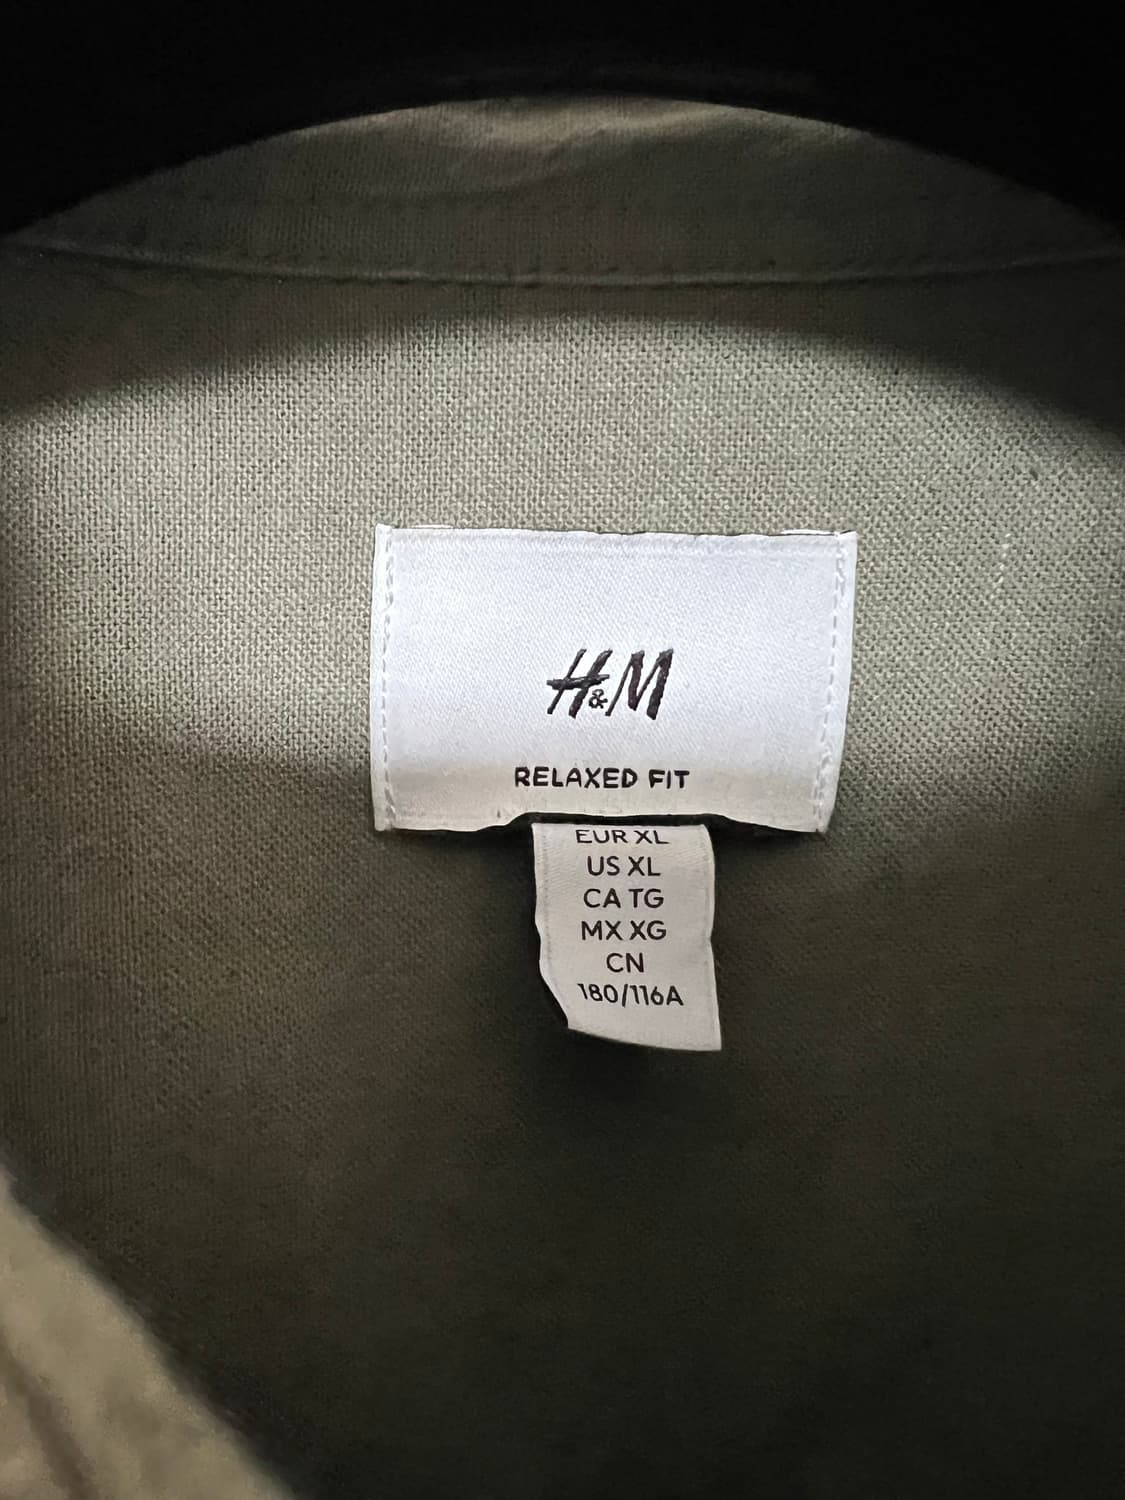 H&M
RELAXED FIT
EUR XL
US XL
CA TG
MX XG
CN
180/116A